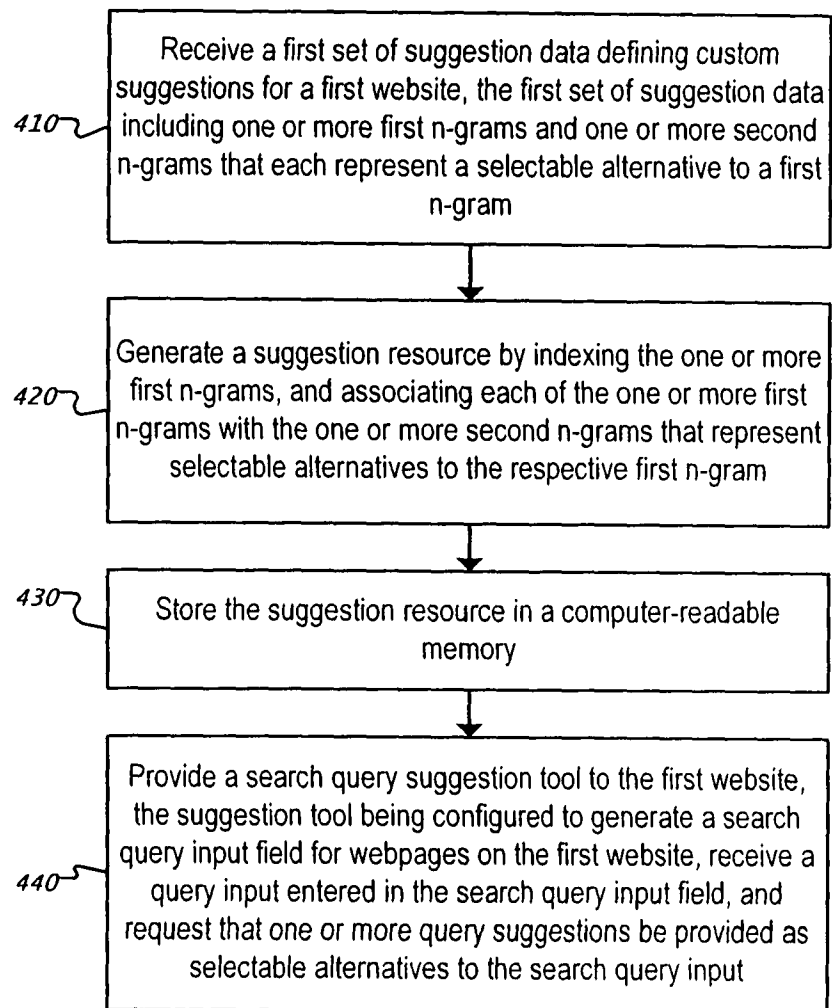 Receive a first set of suggestion data defining custom
suggestions for a first website, the first set of suggestion data
410
including one or more first n-grams and one or more second
n-grams that each represent a selectable alternative to a first
n-gram
Generate a suggestion resource by indexing the one or more
first n-grams, and associating each of the one or more first
420
n-grams with the one or more second n-grams that represent
selectable alternatives to the respective first n-gram
430
Store the suggestion resource in a computer-readable
memory
Provide a search query suggestion tool to the first website,
the suggestion tool being configured to generate a search
query input field for webpages on the first website, receive a
440
query input entered in the search query input field, and
request that one or more query suggestions be provided as
selectable alternatives to the search query input